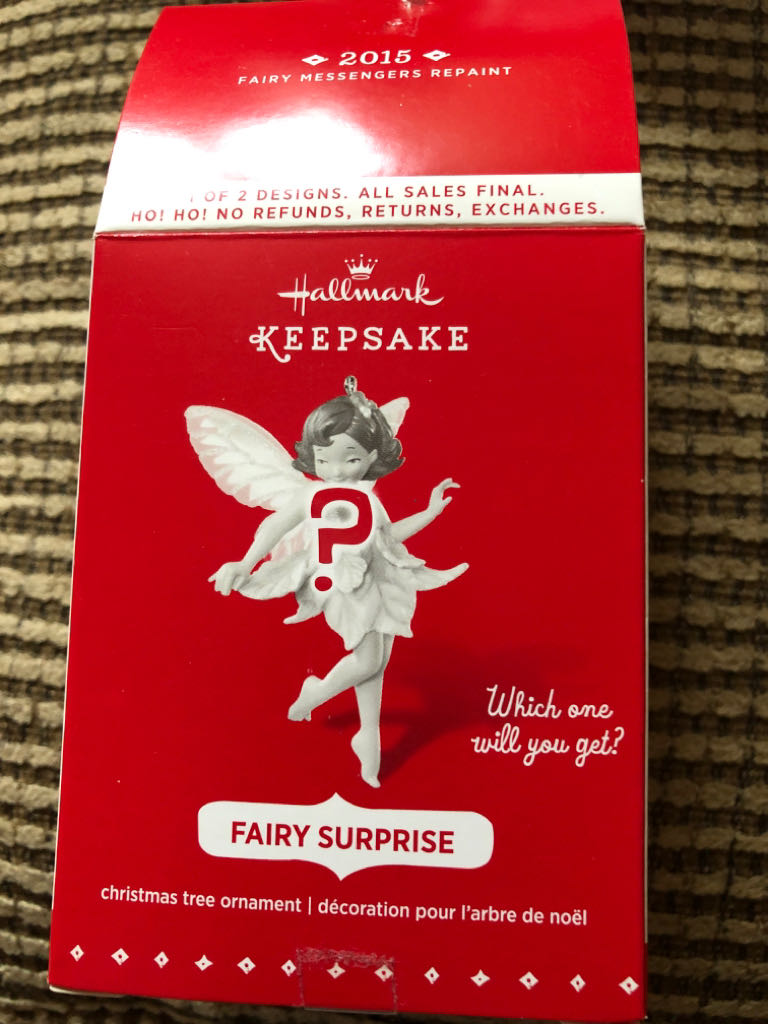 2015
FAIRY MESSENGERS REPAINT
1 OF 2 DESIGNS. ALL SALES FINAL.
HO! HO! NO REFUNDS, RETURNS, EXCHANGES.
Hallmark
KEEPSAKE
?
Which one
will you get?
FAIRY SURPRISE
christmas tree ornament | décoration pour l'arbre de noël